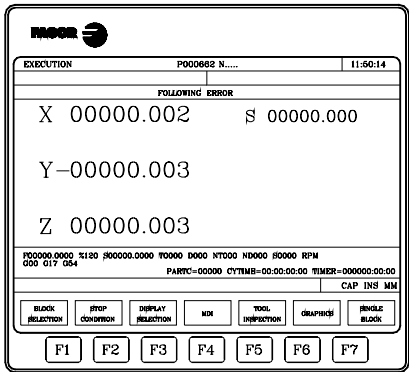 FAGOR
EXECUTION P000662 N..... 11:50:14
FOLLOWING ERROR
X 00000.002 S 00000.000
Y-00000.003
Z 00000.003
F00000.0000 %120 S00000.0000 T0000 D000 NT000 ND000 S0000 RPM
G00 G17 G54
PARTC=00000 CYTIME=00:00:00:00 TIMER=000000:00:00
CAP INS MM
BLOCK SELECTION STOP CONDITION DISPLAY SELECTION MDI TOOL INSPECTION GRAPHICS SINGLE BLOCK
F1 F2 F3 F4 F5 F6 F7